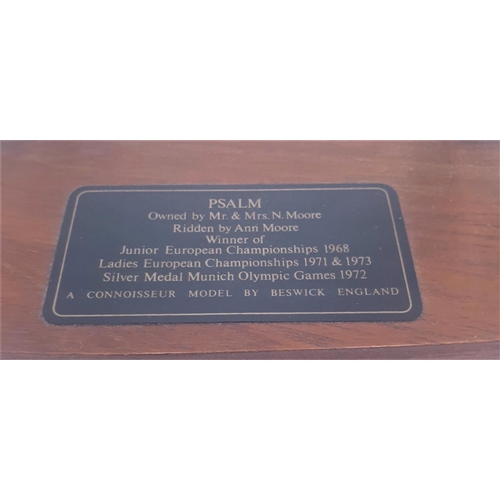 PSALM
Owned by Mr. & Mrs. N. Moore
Ridden by Ann Moore
Winner of
Junior European Championships 1968
Ladies European Championships 1971 & 1973
Silver Medal Munich Olympic Games 1972
A CONNOISSEUR MODEL BY BESWICK ENGLAND